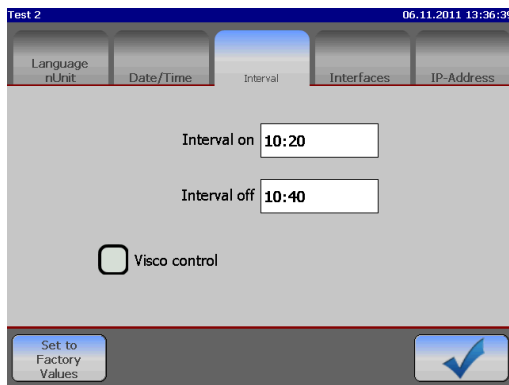 Test 2 06.11.2011 13:36:39
Language
nUnit
Date/Time
Interval
Interfaces
IP-Address
Interval on 10:20
Interval off 10:40
Visco control
Set to
Factory
Values